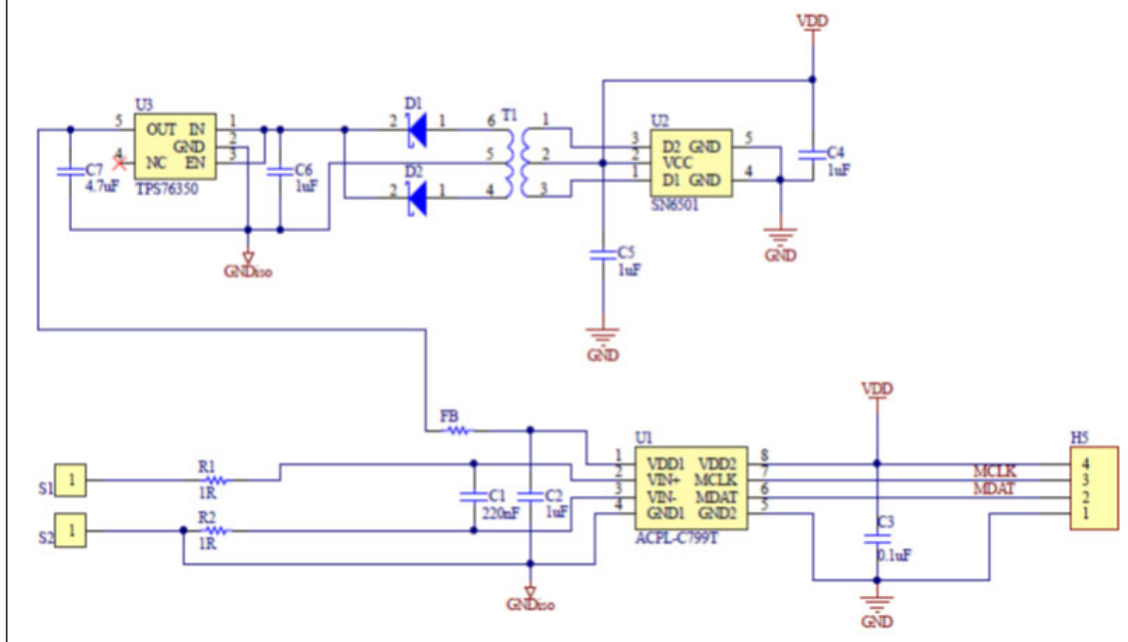 VDD
U3
5 OUT IN 1
GND 2
4 NC EN 3
TPS76350
C7
4.7uF
C6
1uF
GNDiso
D1
2 1
D2
2 1
T1
6 1
5 2
4 3
U2
3 D2 GND 5
2 VCC
1 D1 GND 4
SN6501
C4
1uF
GND
C5
1uF
GND
FB
VDD
S1 1
R1
1R
S2 1
R2
1R
C1
220nF
C2
1uF
GNDiso
U1
1 VDD1 VDD2 8
2 VIN+ MCLK 7
3 VIN- MDAT 6
4 GND1 GND2 5
ACPL-C799T
MCLK
MDAT
C3
0.1uF
GND
H5
4
3
2
1